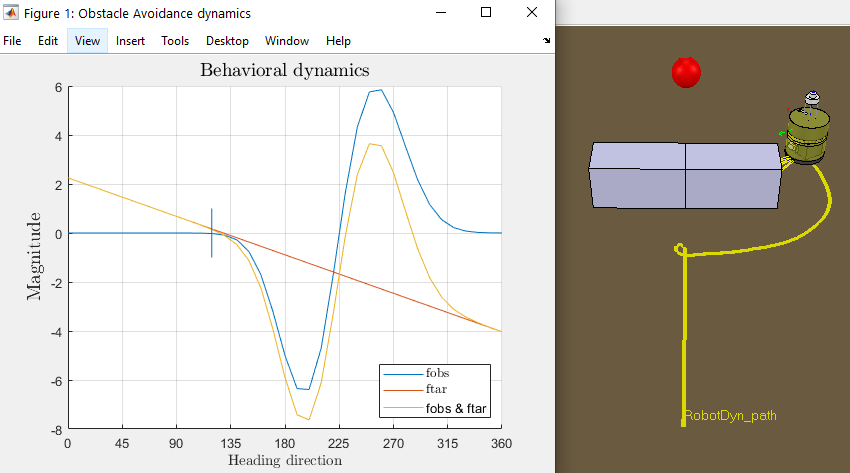 Figure 1: Obstacle Avoidance dynamics
File Edit View Insert Tools Desktop Window Help
Behavioral dynamics
Magnitude
6
4
2
0
-2
-4
-6
-8
0 45 90 135 180 225 270 315 360
Heading direction
fobs
ftar
fobs & ftar
RobotDyn_path